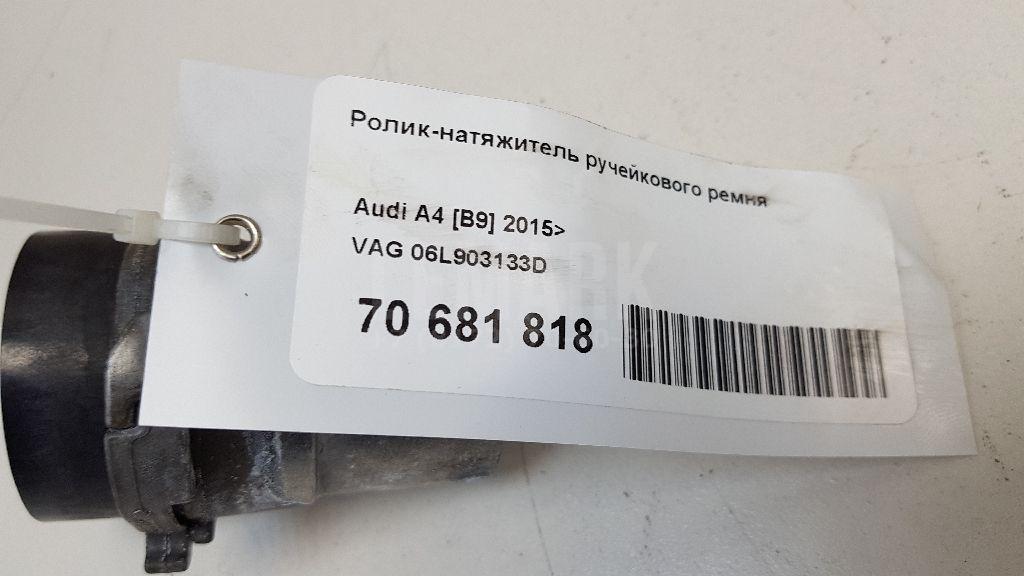 Ролик-натяжитель ручейкового ремня
Audi A4 [B9] 2015>
VAG 06L903133D
70 681 818